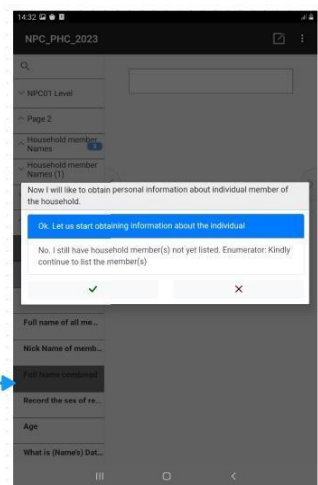 14:32
NPC_PHC_2023
NPC01 Level
Page 2
Household member
Names
Household member
Names (1)
Now I will like to obtain personal information about individual member of
the household.
Ok. Let us start obtaining information about the individual
No. I still have household member(s) not yet listed. Enumerator: Kindly
continue to list the member(s)
Full name of all me...
Nick Name of memb...
Full Name combined
Record the sex of re...
Age
What is (Name's) Dat...